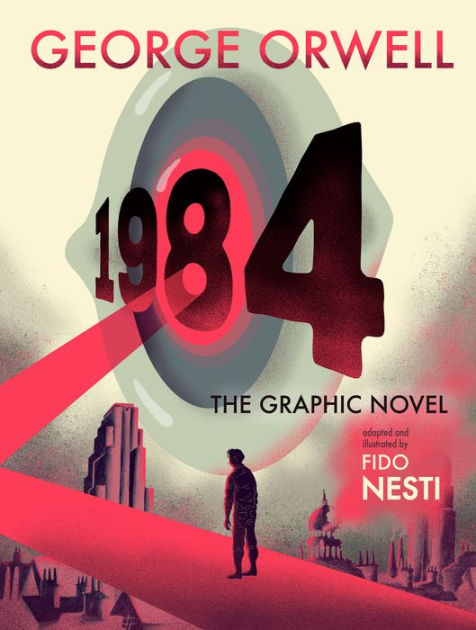 GEORGE ORWELL
1984
THE GRAPHIC NOVEL
adapted and
illustrated by
FIDO
NESTI